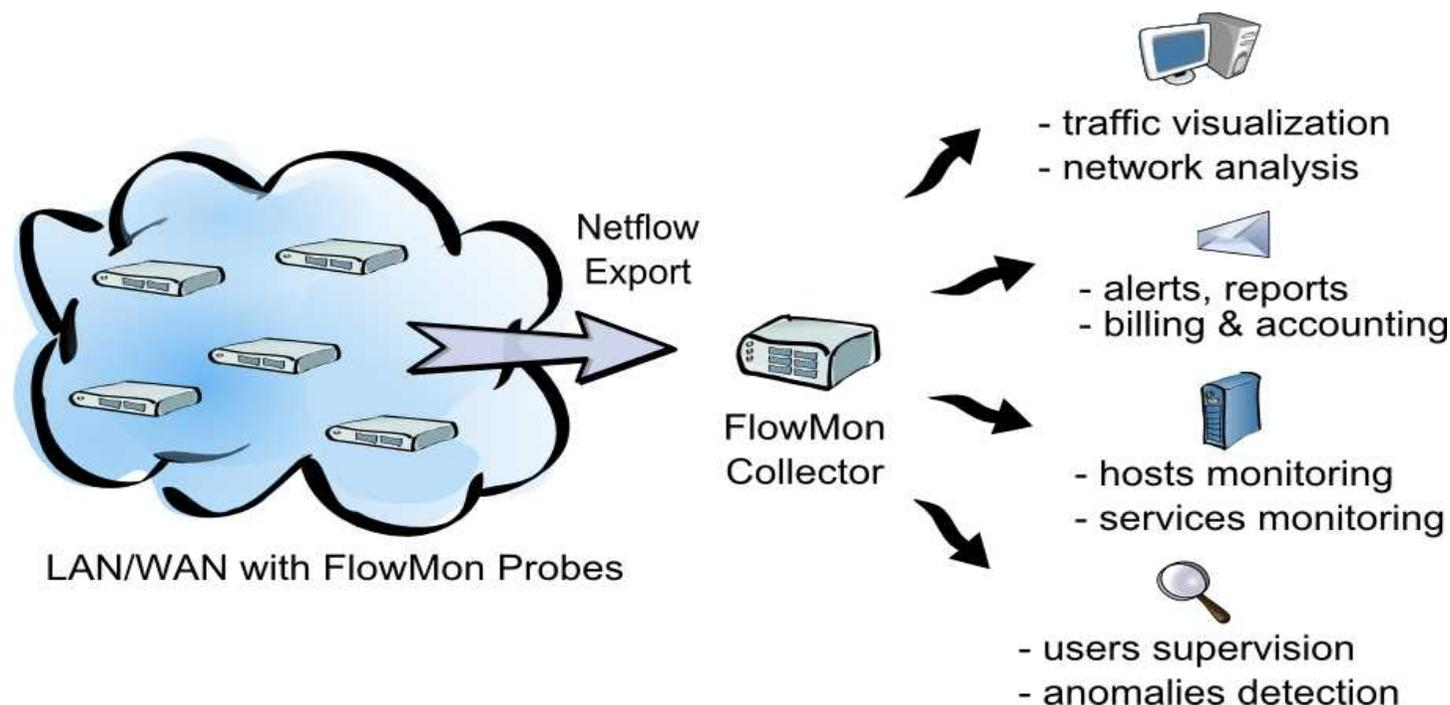 LAN/WAN with FlowMon Probes
Netflow
Export
FlowMon
Collector
- traffic visualization
- network analysis
- alerts, reports
- billing & accounting
- hosts monitoring
- services monitoring
- users supervision
- anomalies detection